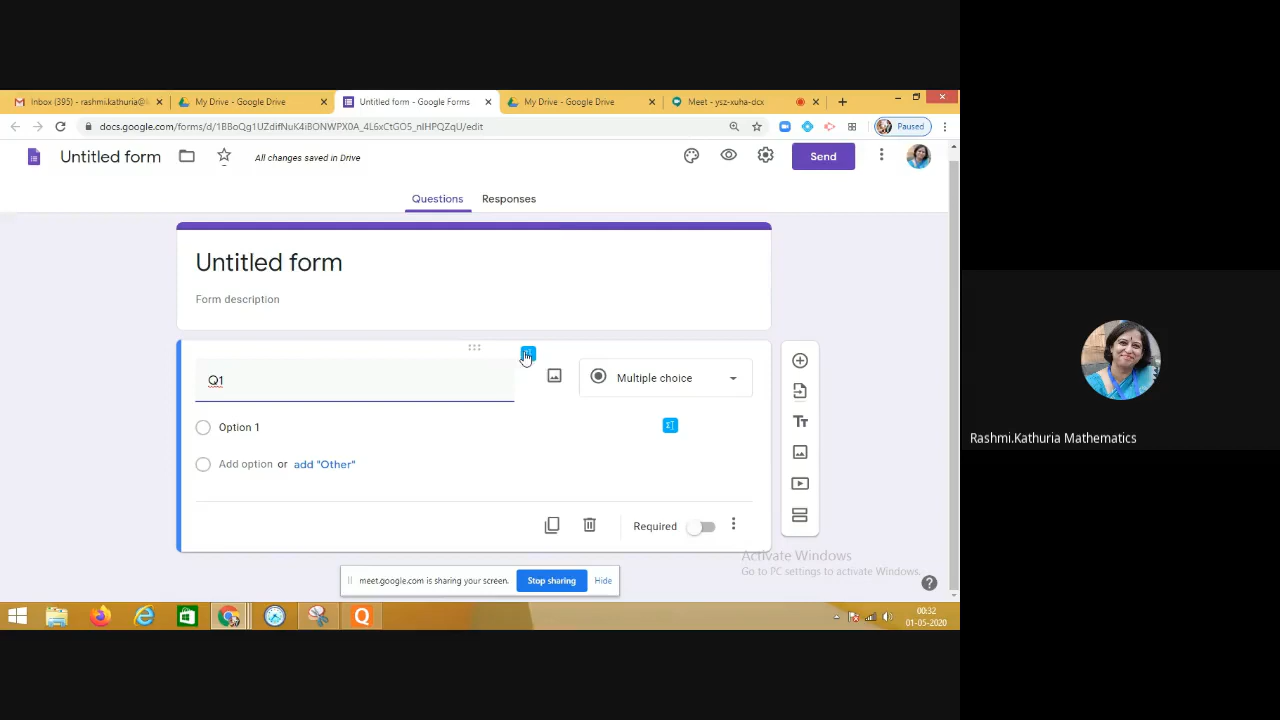 Inbox (395) - rashmi.kathuria@
My Drive - Google Drive
Untitled form - Google Forms
My Drive - Google Drive
Meet - ysz-xuha-dcx
docs.google.com/forms/d/1BBoQg1UZdifNuK4iBONWPX0A_4L6xCtGO5_nIHPQZqU/edit
Paused
Untitled form
All changes saved in Drive
Send
Questions
Responses
Untitled form
Form description
Q1
Multiple choice
Option 1
Add option or add "Other"
Required
Activate Windows
Go to PC settings to activate Windows.
meet.google.com is sharing your screen.
Stop sharing
Hide
00:32
01-05-2020
Rashmi.Kathuria Mathematics